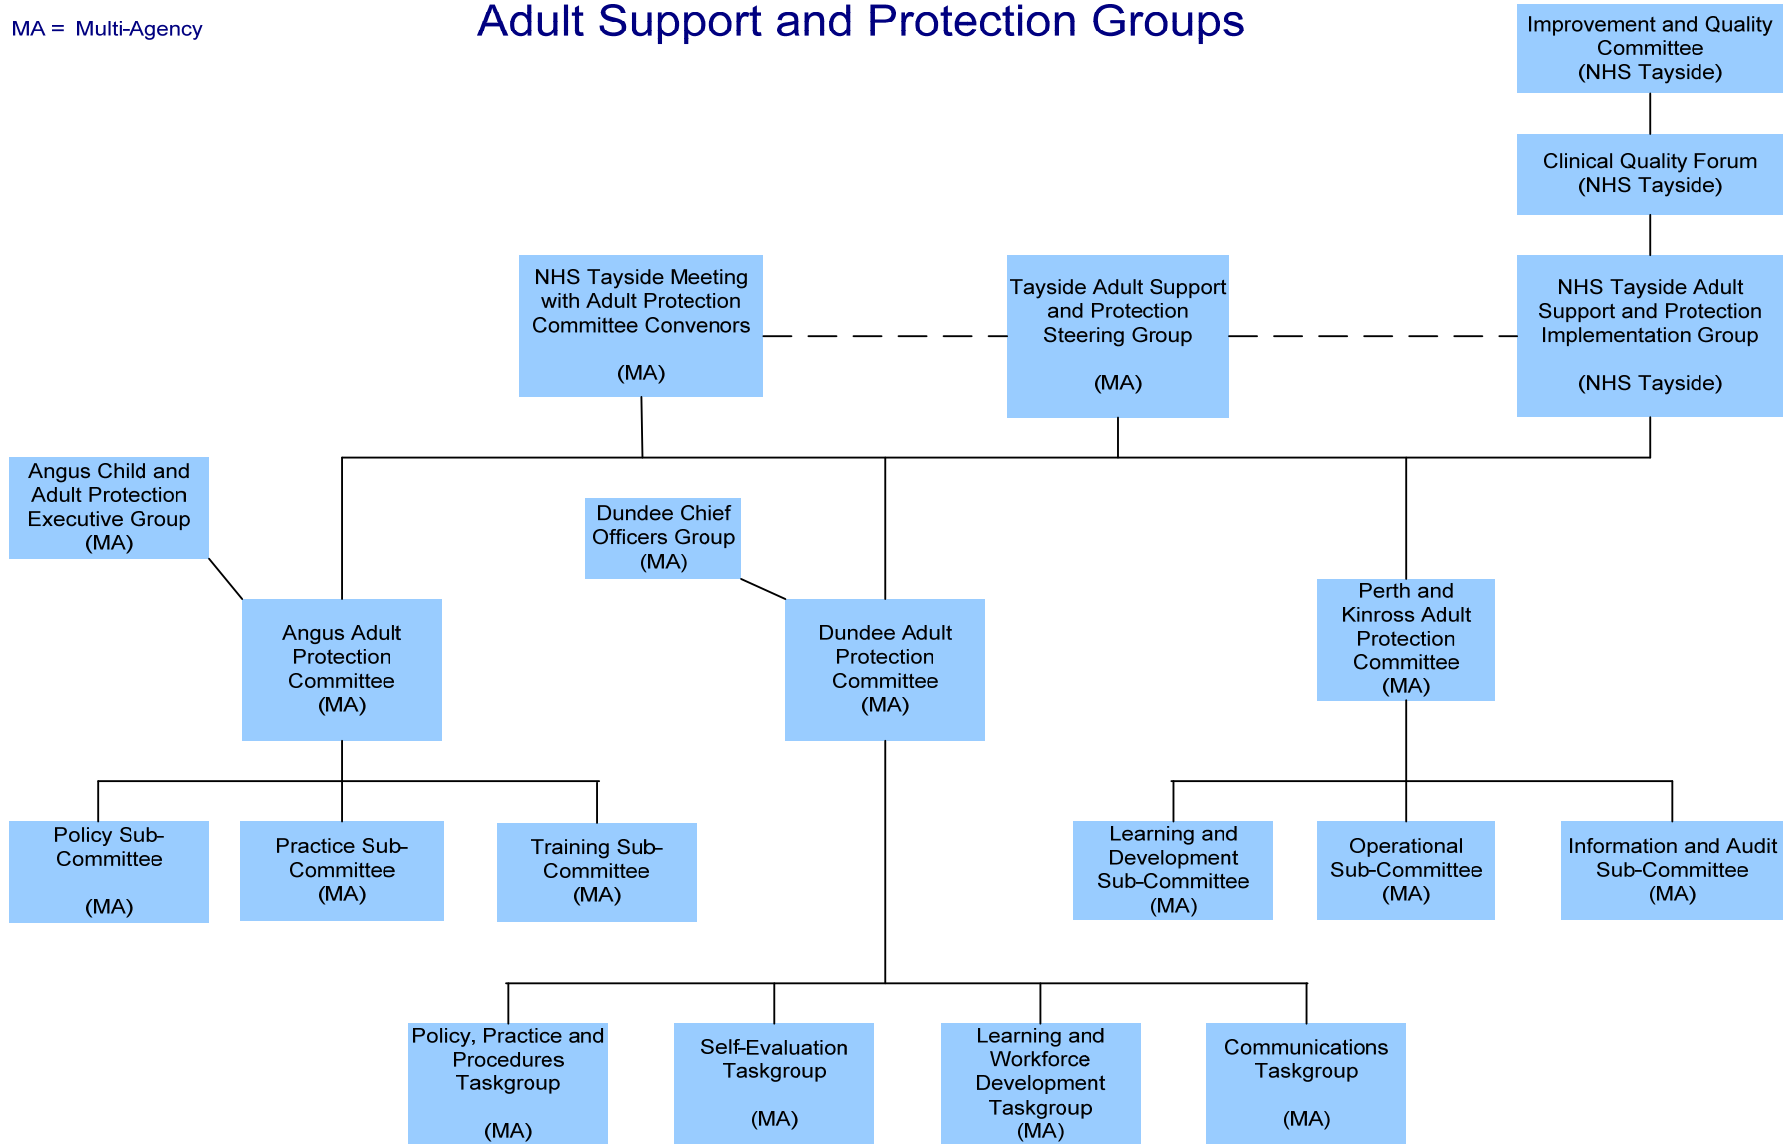 MA = Multi-Agency
Adult Support and Protection Groups
Improvement and Quality
Committee
(NHS Tayside)
Clinical Quality Forum
(NHS Tayside)
NHS Tayside Meeting
with Adult Protection
Committee Convenors
(MA)
Tayside Adult Support
and Protection
Steering Group
(MA)
NHS Tayside Adult
Support and Protection
Implementation Group
(NHS Tayside)
Angus Child and
Adult Protection
Executive Group
(MA)
Dundee Chief
Officers Group
(MA)
Angus Adult
Protection
Committee
(MA)
Dundee Adult
Protection
Committee
(MA)
Perth and
Kinross Adult
Protection
Committee
(MA)
Policy Sub-
Committee
(MA)
Practice Sub-
Committee
(MA)
Training Sub-
Committee
(MA)
Learning and
Development
Sub-Committee
(MA)
Operational
Sub-Committee
(MA)
Information and Audit
Sub-Committee
(MA)
Policy, Practice and
Procedures
Taskgroup
(MA)
Self-Evaluation
Taskgroup
(MA)
Learning and
Workforce
Development
Taskgroup
(MA)
Communications
Taskgroup
(MA)